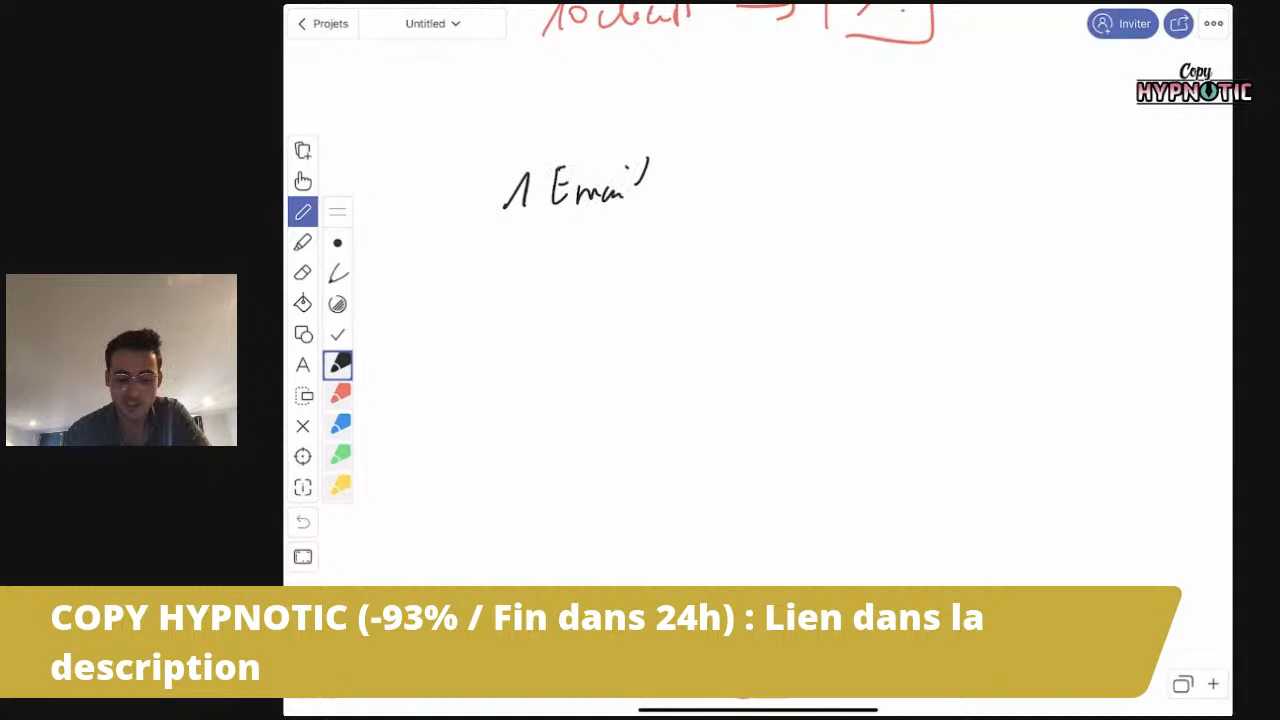 Projets
Untitled
Inviter
Copy
HYPNOTIC
1 Email
COPY HYPNOTIC (-93% / Fin dans 24h) : Lien dans la
description